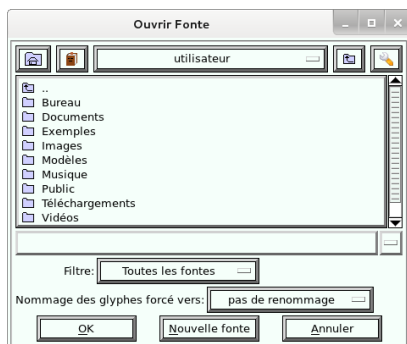 Ouvrir Fonte
utilisateur
..
Bureau
Documents
Exemples
Images
Modèles
Musique
Public
Téléchargements
Vidéos
Filtre: Toutes les fontes
Nommage des glyphes forcé vers: pas de renommage
OK Nouvelle fonte Annuler